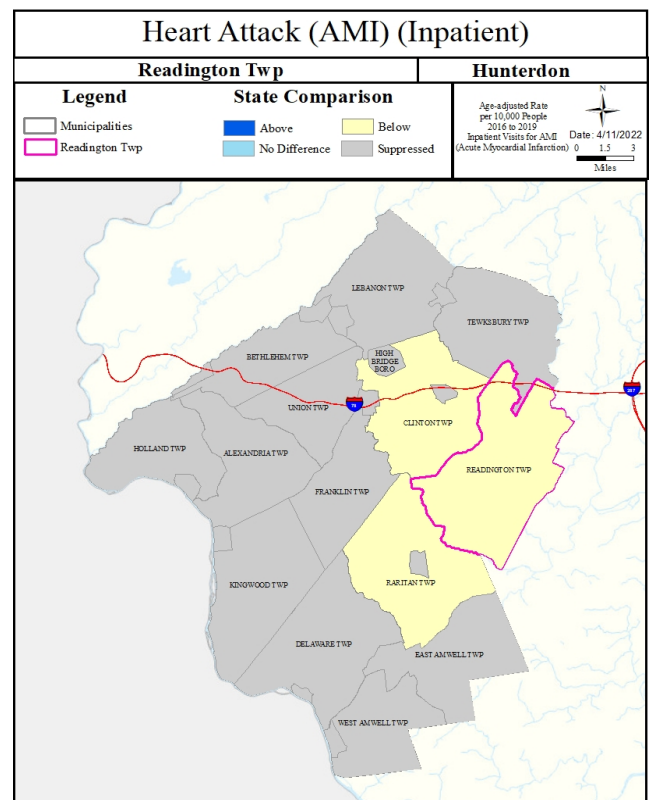 Heart Attack (AMI) (Inpatient)
Readington Twp
Hunterdon
Legend
Municipalities
Readington Twp
State Comparison
Above
Below
No Difference
Suppressed
Age-adjusted Rate
per 10,000 People
2016 to 2019
Inpatient Visits for AMI
(Acute Myocardial Infarction)
N
Date: 4/11/2022
0 1.5 3
Miles
LEBANON TWP
TEWKSBURY TWP
BETHLEHEM TWP
HIGH
BRIDGE
BORO
UNION TWP
78
287
CLINTON TWP
HOLLAND TWP
ALEXANDRIA TWP
READINGTON TWP
FRANKLIN TWP
KINGWOOD TWP
RARITAN TWP
DELAWARE TWP
EAST AMWELL TWP
WEST AMWELL TWP